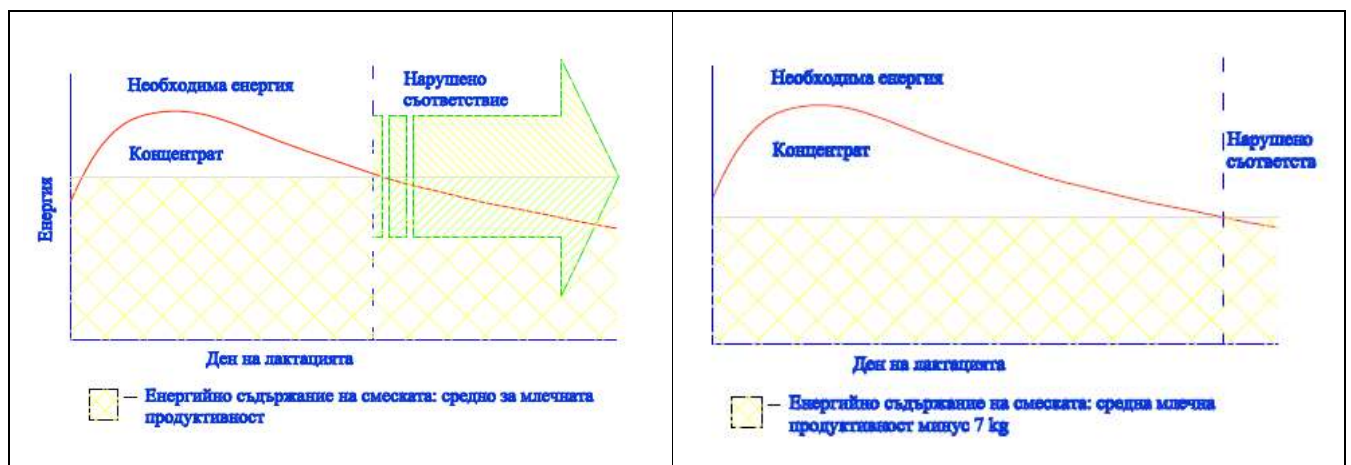 Необходима енергия
Нарушено
съответствие
Концентрат
Енергия
Ден на лактацията
— Енергийно съдържание на смеската: средно за млечната
продуктивност
Необходима енергия
Концентрат
Нарушено
съответств
Ден на лактацията
— Енергийно съдържание на смеската: средна млечна
продуктивност минус 7 kg